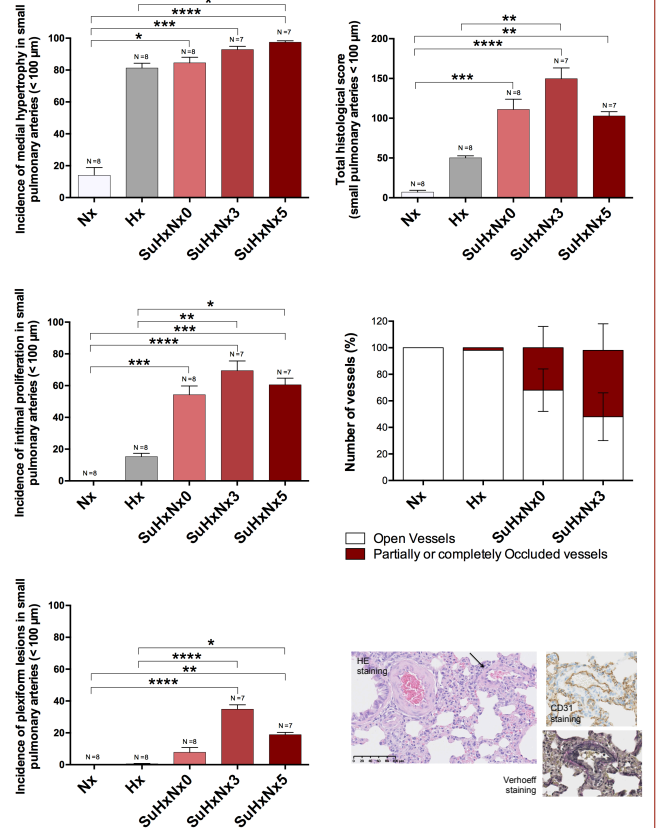 Incidence of medial hypertrophy in small
pulmonary arteries (< 100 µm)
100
80
60
40
20
0
*
****
***
*
N =8
N =8
N =8
N =7
N =7
Nx
Hx
SuHxNx0
SuHxNx3
SuHxNx5
Total histological score
(small pulmonary arteries < 100 µm)
200
150
100
50
0
**
**
****
***
N =8
N =8
N =8
N =7
N =7
Nx
Hx
SuHxNx0
SuHxNx3
SuHxNx5
Incidence of intimal proliferation in small
pulmonary arteries (< 100 µm)
100
80
60
40
20
0
*
**
***
****
***
N =8
N =8
N =8
N =7
N =7
Nx
Hx
SuHxNx0
SuHxNx3
SuHxNx5
Number of vessels (%)
120
100
80
60
40
20
0
Nx
Hx
SuHxNx0
SuHxNx3
Open Vessels
Partially or completely Occluded vessels
Incidence of plexiform lesions in small
pulmonary arteries (< 100 µm)
100
80
60
40
20
0
*
****
**
****
N =8
N =8
N =8
N =7
N =7
Nx
Hx
SuHxNx0
SuHxNx3
SuHxNx5
HE
staining
CD31
staining
Verhoeff
staining